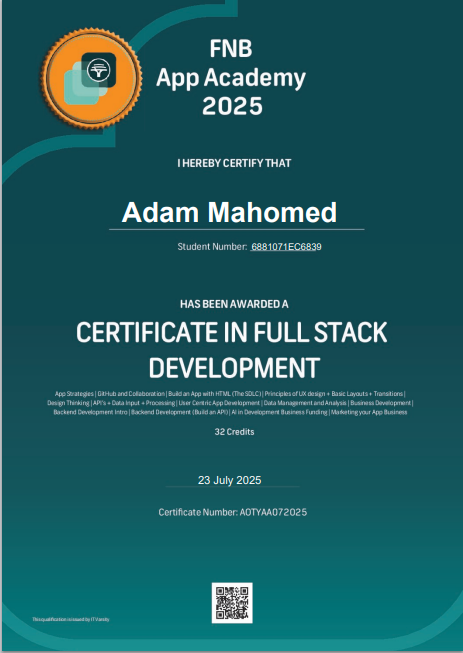 FNB
App Academy
2025
I HEREBY CERTIFY THAT
Adam Mahomed
Student Number: 6881071EC6839
HAS BEEN AWARDED A
CERTIFICATE IN FULL STACK
DEVELOPMENT
App Strategies | GitHub and Collaboration | Build an App with HTML (The SDLC) | Principles of UX design + Basic Layouts + Transitions |
Design Thinking | API's + Data Input + Processing | User Centric App Development | Data Management and Analysis | Business Development |
Backend Development Intro | Backend Development (Build an API) | AI in Development Business Funding | Marketing your App Business
32 Credits
23 July 2025
Certificate Number: AOTYAA072025
This qualification is issued by IT Varsity